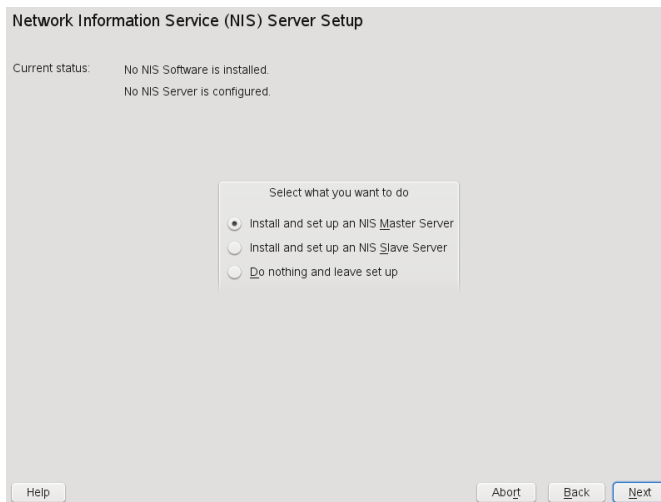 Network Information Service (NIS) Server Setup
Current status: No NIS Software is installed.
No NIS Server is configured.
Select what you want to do
Install and set up an NIS Master Server
Install and set up an NIS Slave Server
Do nothing and leave set up
Help Abort Back Next